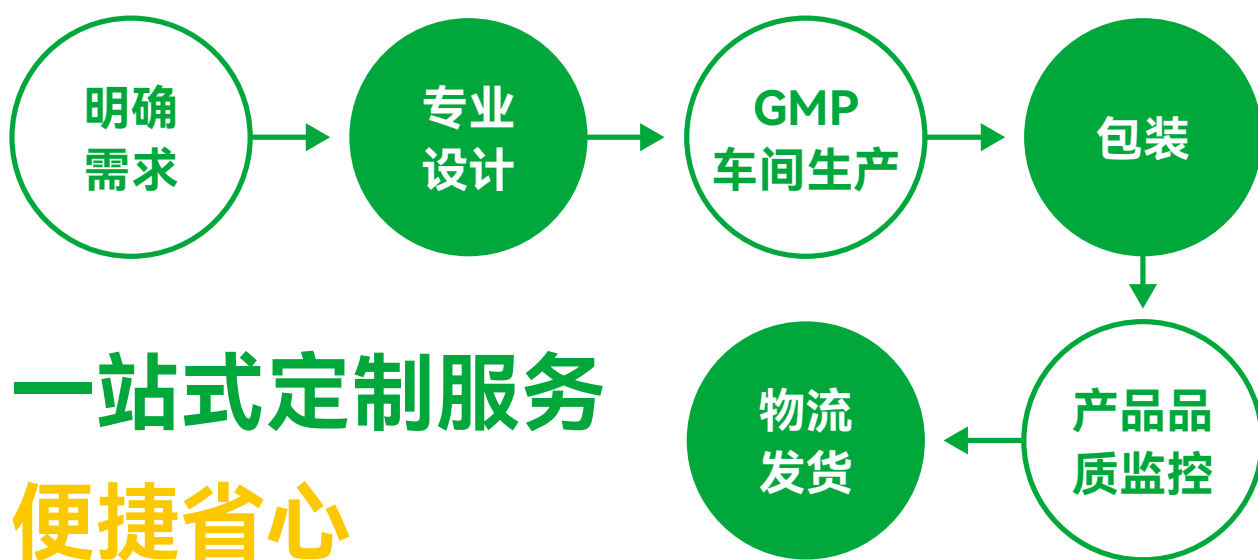 明确
需求
专业
设计
GMP
车间生产
包装
产品品
质监控
物流
发货
一站式定制服务
便捷省心